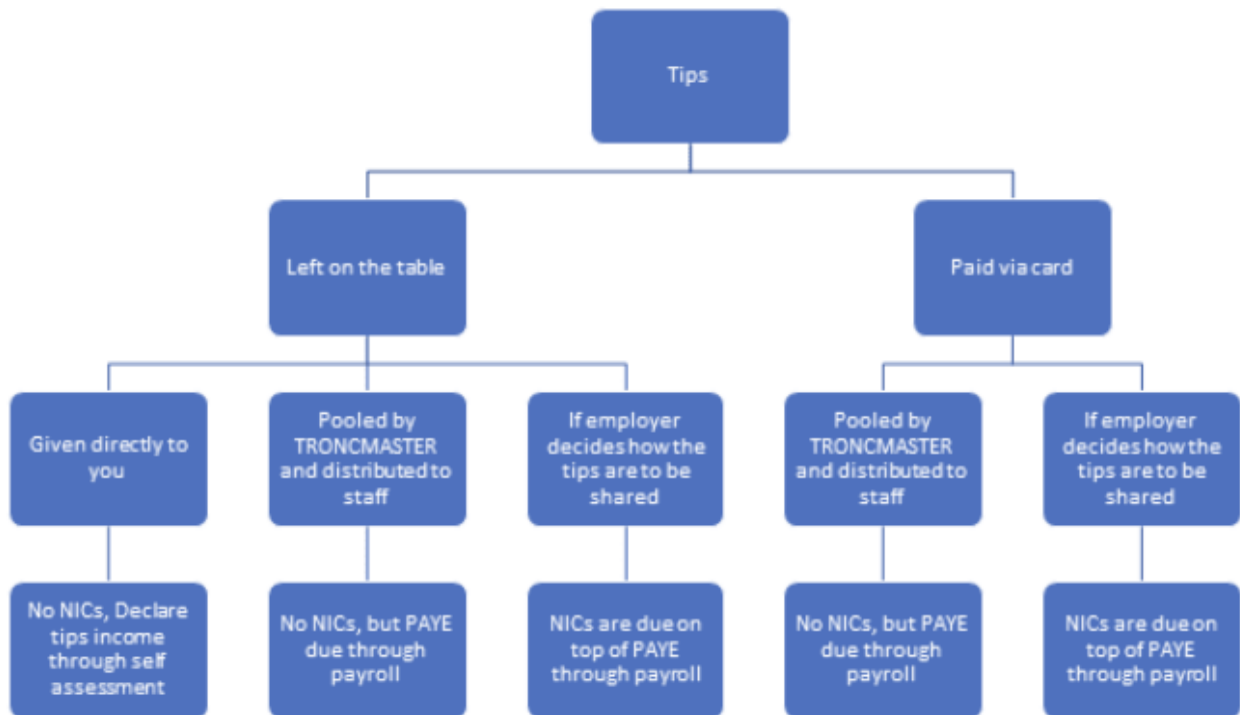 Tips
Left on the table
Paid via card
Given directly to
you
Pooled by
TRONCMASTER
and distributed to
staff
If employer
decides how the
tips are to be
shared
Pooled by
TRONCMASTER
and distributed to
staff
If employer
decides how the
tips are to be
shared
No NICs, Declare
tips income
through self
assessment
No NICs, but PAYE
due through
payroll
NICs are due on
top of PAYE
through payroll
No NICs, but PAYE
due through
payroll
NICs are due on
top of PAYE
through payroll